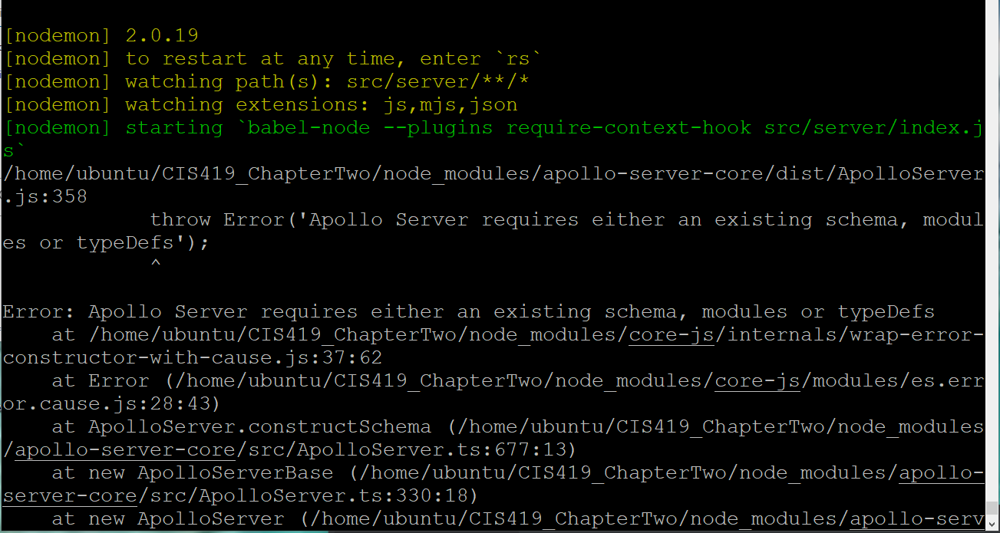 [nodemon] 2.0.19
[nodemon] to restart at any time, enter `rs`
[nodemon] watching path(s): src/server/**/*
[nodemon] watching extensions: js,mjs,json
[nodemon] starting `babel-node --plugins require-context-hook src/server/index.j
s`
/home/ubuntu/CIS419_ChapterTwo/node_modules/apollo-server-core/dist/ApolloServer
.js:358
            throw Error('Apollo Server requires either an existing schema, modul
es or typeDefs');
            ^
Error: Apollo Server requires either an existing schema, modules or typeDefs
    at /home/ubuntu/CIS419_ChapterTwo/node_modules/core-js/internals/wrap-error-
constructor-with-cause.js:37:62
    at Error (/home/ubuntu/CIS419_ChapterTwo/node_modules/core-js/modules/es.err
or.cause.js:28:43)
    at ApolloServer.constructSchema (/home/ubuntu/CIS419_ChapterTwo/node_modules
/apollo-server-core/src/ApolloServer.ts:677:13)
    at new ApolloServerBase (/home/ubuntu/CIS419_ChapterTwo/node_modules/apollo-
server-core/src/ApolloServer.ts:330:18)
    at new ApolloServer (/home/ubuntu/CIS419_ChapterTwo/node_modules/apollo-serv